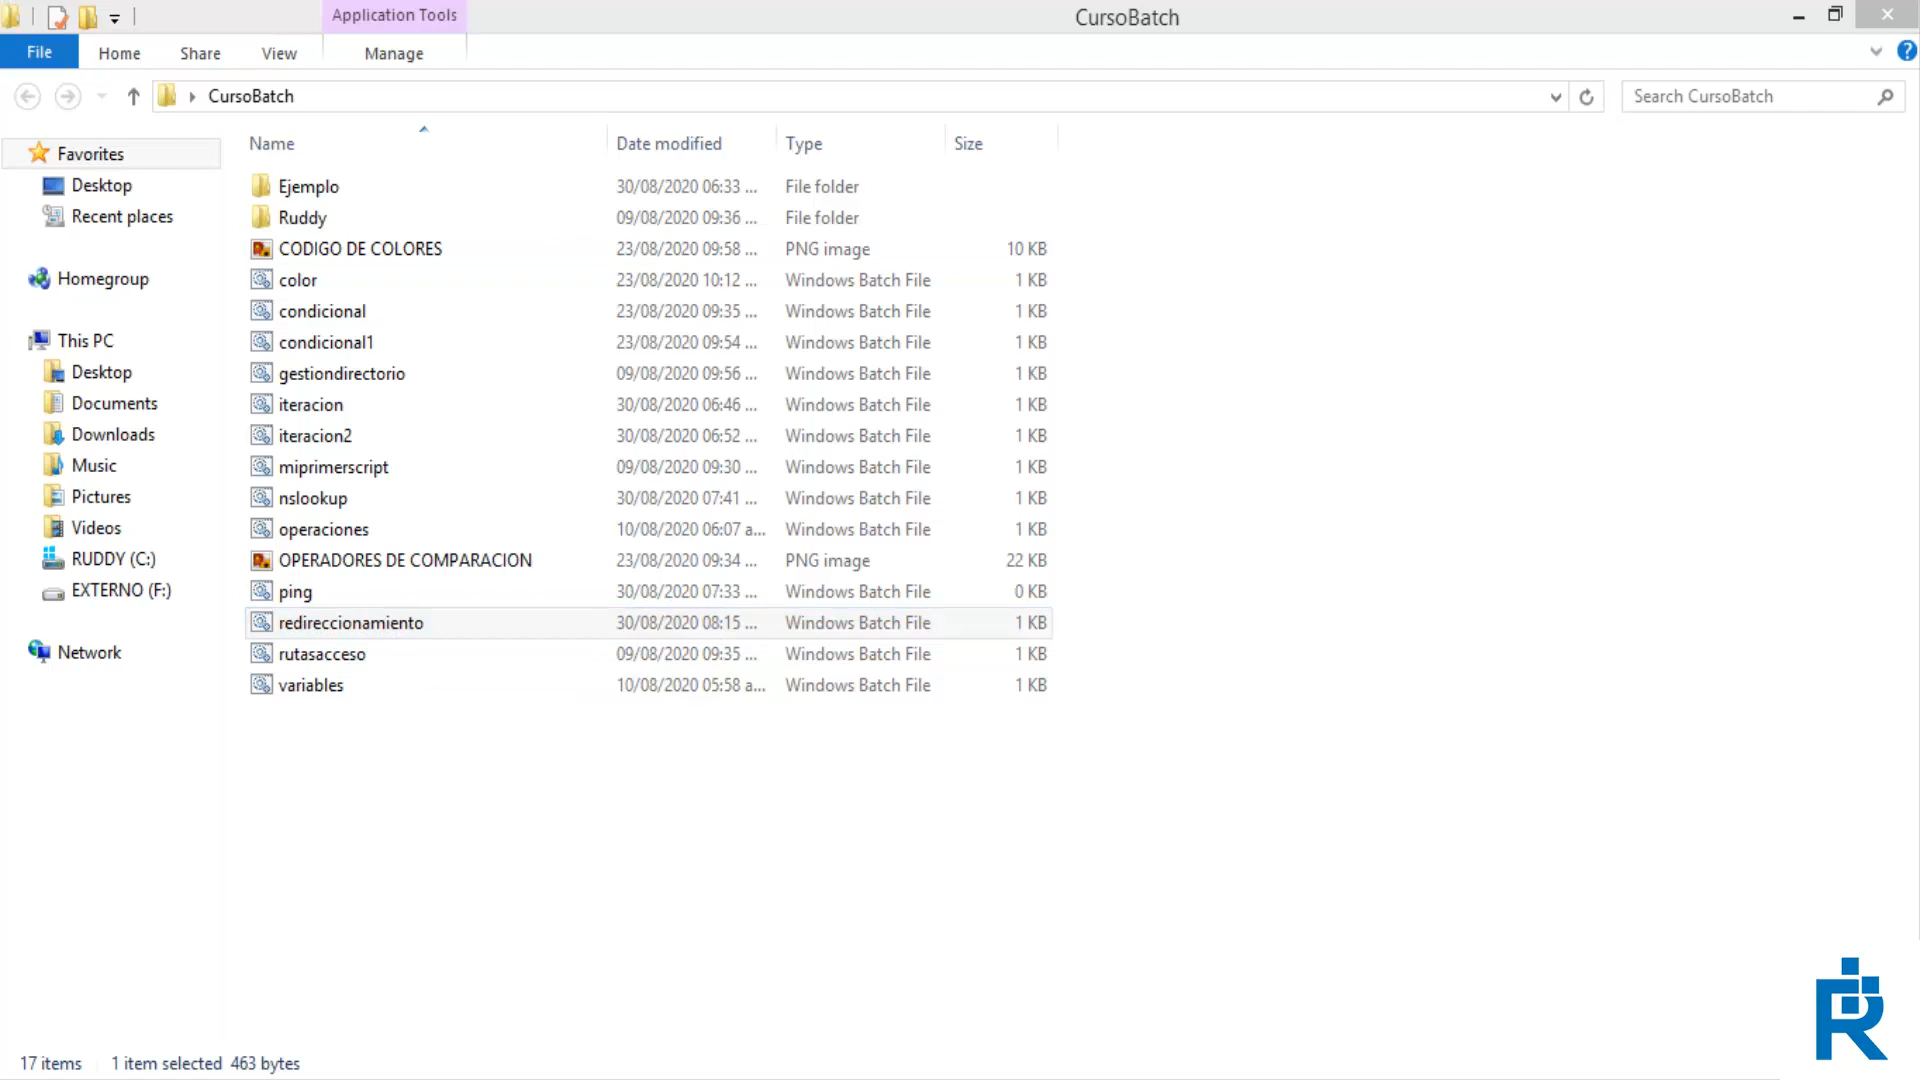 Application Tools
CursoBatch
File Home Share View Manage
CursoBatch
Search CursoBatch
Name Date modified Type Size
Favorites
Desktop
Recent places
Homegroup
This PC
Desktop
Documents
Downloads
Music
Pictures
Videos
RUDDY (C:)
EXTERNO (F:)
Network
Ejemplo 30/08/2020 06:33 ... File folder
Ruddy 09/08/2020 09:36 ... File folder
CODIGO DE COLORES 23/08/2020 09:58 ... PNG image 10 KB
color 23/08/2020 10:12 ... Windows Batch File 1 KB
condicional 23/08/2020 09:35 ... Windows Batch File 1 KB
condicional1 23/08/2020 09:54 ... Windows Batch File 1 KB
gestiondirectorio 09/08/2020 09:56 ... Windows Batch File 1 KB
iteracion 30/08/2020 06:46 ... Windows Batch File 1 KB
iteracion2 30/08/2020 06:52 ... Windows Batch File 1 KB
miprimerscript 09/08/2020 09:30 ... Windows Batch File 1 KB
nslookup 30/08/2020 07:41 ... Windows Batch File 1 KB
operaciones 10/08/2020 06:07 a... Windows Batch File 1 KB
OPERADORES DE COMPARACION 23/08/2020 09:34 ... PNG image 22 KB
ping 30/08/2020 07:33 ... Windows Batch File 0 KB
redireccionamiento 30/08/2020 08:15 ... Windows Batch File 1 KB
rutasacceso 09/08/2020 09:35 ... Windows Batch File 1 KB
variables 10/08/2020 05:58 a... Windows Batch File 1 KB
17 items 1 item selected 463 bytes